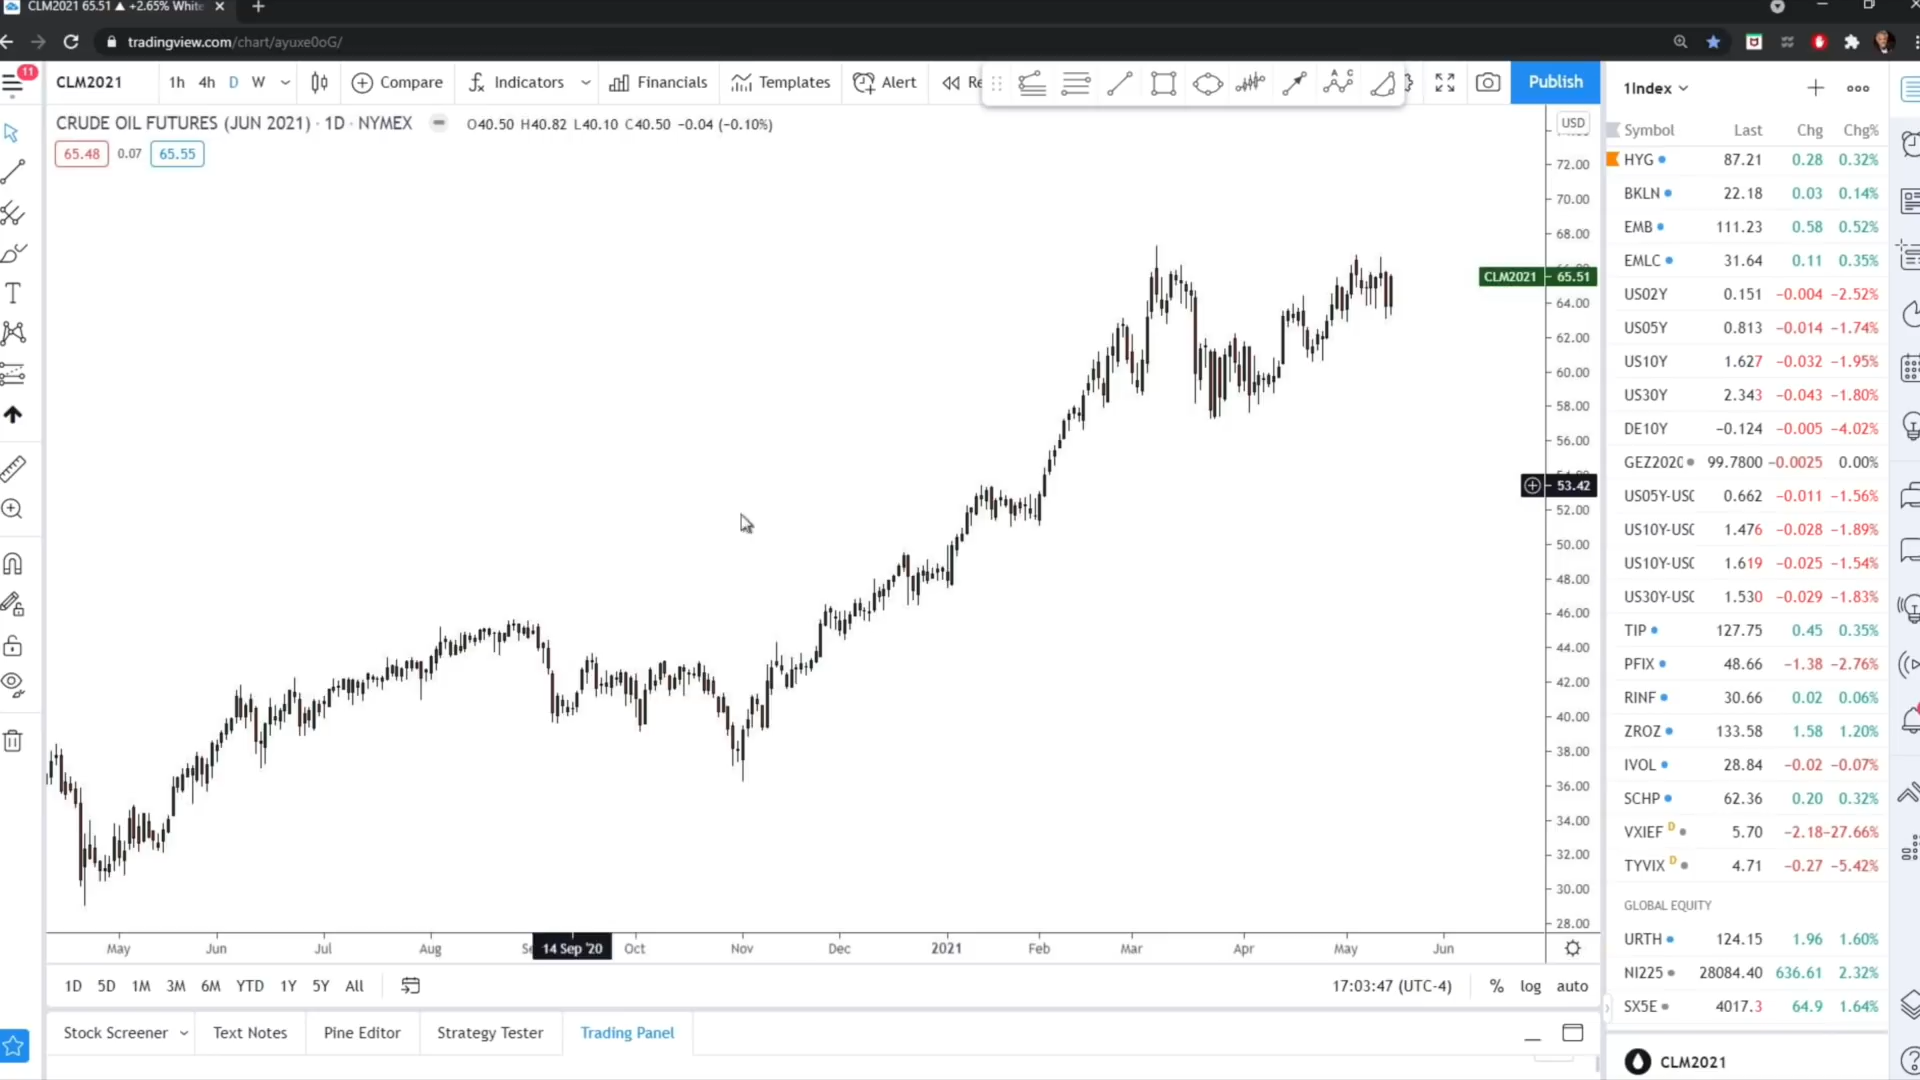 CLM2021 65.51 ▲ +2.65% White
tradingview.com/chart/ayuxe0oG/
11
CLM2021 1h 4h D W Compare Indicators Financials Templates Alert Re Publish
CRUDE OIL FUTURES (JUN 2021) · 1D · NYMEX O40.50 H40.82 L40.10 C40.50 −0.04 (−0.10%)
65.48 0.07 65.55
USD
72.00
70.00
68.00
CLM2021 65.51
64.00
62.00
60.00
58.00
56.00
53.42
52.00
50.00
48.00
46.00
44.00
42.00
40.00
38.00
36.00
34.00
32.00
30.00
28.00
May Jun Jul Aug Se 14 Sep '20 Oct Nov Dec 2021 Feb Mar Apr May Jun
1D 5D 1M 3M 6M YTD 1Y 5Y All 17:03:47 (UTC-4) % log auto
Stock Screener Text Notes Pine Editor Strategy Tester Trading Panel
1Index
Symbol Last Chg Chg%
HYG 87.21 0.28 0.32%
BKLN 22.18 0.03 0.14%
EMB 111.23 0.58 0.52%
EMLC 31.64 0.11 0.35%
US02Y 0.151 −0.004 −2.52%
US05Y 0.813 −0.014 −1.74%
US10Y 1.627 −0.032 −1.95%
US30Y 2.343 −0.043 −1.80%
DE10Y −0.124 −0.005 −4.02%
GEZ2020 99.7800 −0.0025 0.00%
US05Y-US 0.662 −0.011 −1.56%
US10Y-US 1.476 −0.028 −1.89%
US10Y-US 1.619 −0.025 −1.54%
US30Y-US 1.530 −0.029 −1.83%
TIP 127.75 0.45 0.35%
PFIX 48.66 −1.38 −2.76%
RINF 30.66 0.02 0.06%
ZROZ 133.58 1.58 1.20%
IVOL 28.84 −0.02 −0.07%
SCHP 62.36 0.20 0.32%
VXIEF D 5.70 −2.18 −27.66%
TYVIX D 4.71 −0.27 −5.42%
GLOBAL EQUITY
URTH 124.15 1.96 1.60%
NI225 28084.40 636.61 2.32%
SX5E 4017.3 64.9 1.64%
CLM2021